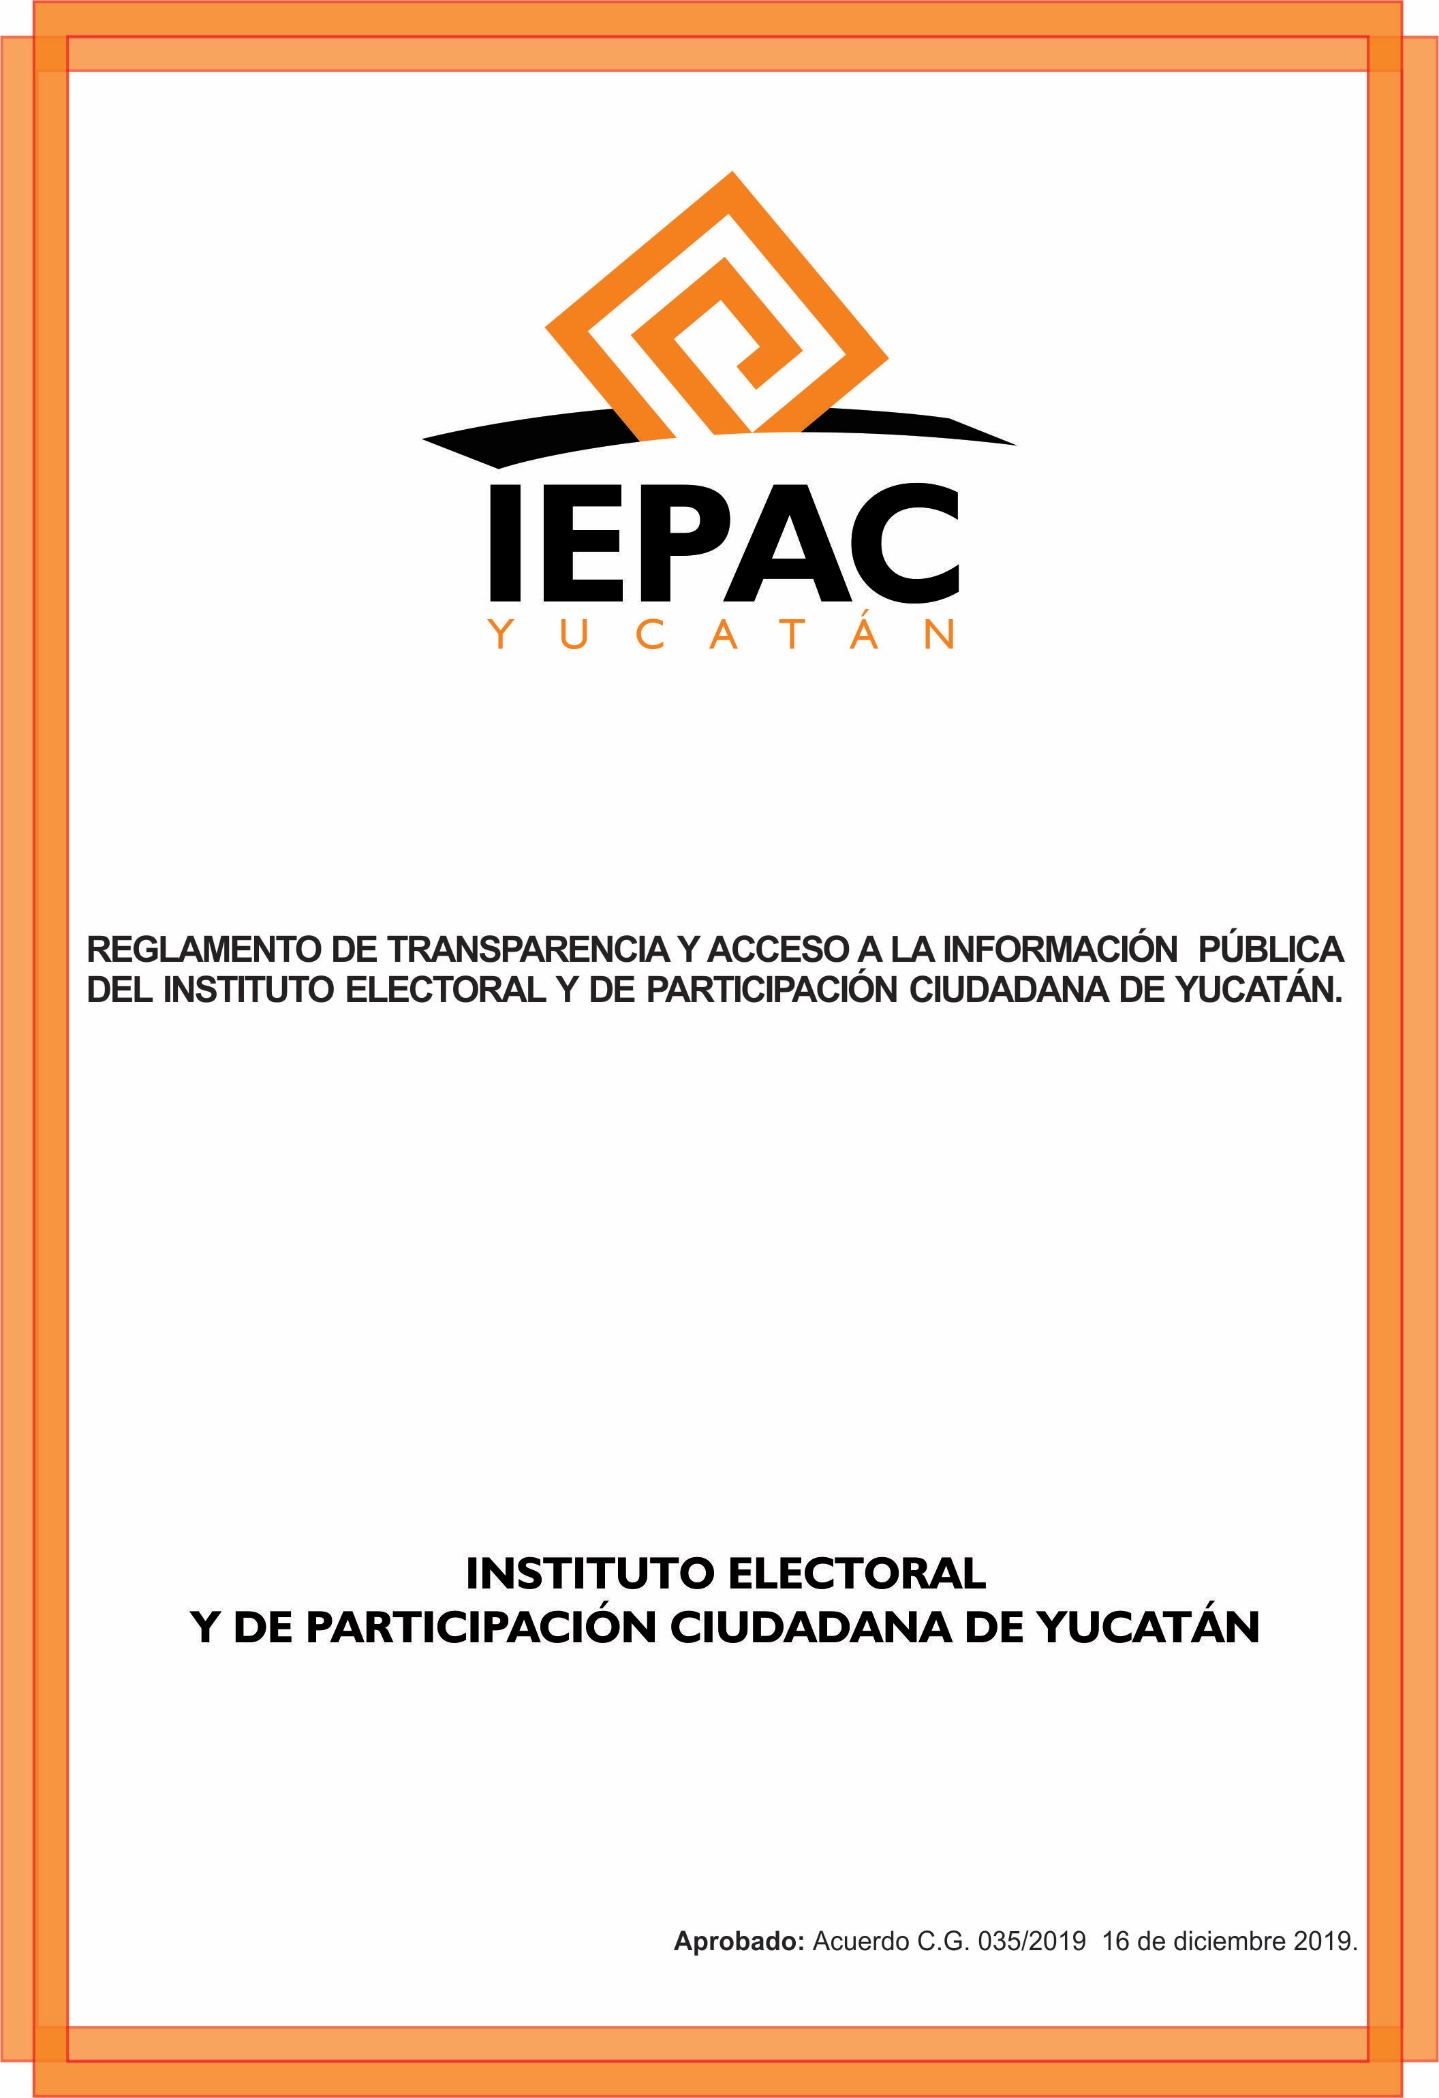 IEPAC
YUCATÁN
REGLAMENTO DE TRANSPARENCIA Y ACCESO A LA INFORMACIÓN PÚBLICA
DEL INSTITUTO ELECTORAL Y DE PARTICIPACIÓN CIUDADANA DE YUCATÁN.
INSTITUTO ELECTORAL
Y DE PARTICIPACIÓN CIUDADANA DE YUCATÁN
Aprobado: Acuerdo C.G. 035/2019 16 de diciembre 2019.